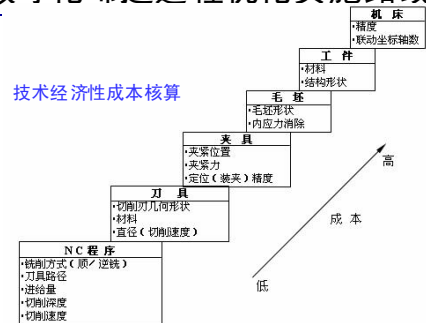 机 床
·精度
·联动坐标轴数
工 件
·材料
·结构形状
技术经济性成本核算
毛 坯
·毛坯形状
·内应力消除
夹 具
·夹紧位置
·夹紧力
·定位（装夹）精度
高
刀 具
·切削刃几何形状
·材料
·直径（切削速度）
成 本
NC 程 序
·铣削方式（顺／逆铣）
·刀具路径
·进给量
·切削深度
·切削速度
低